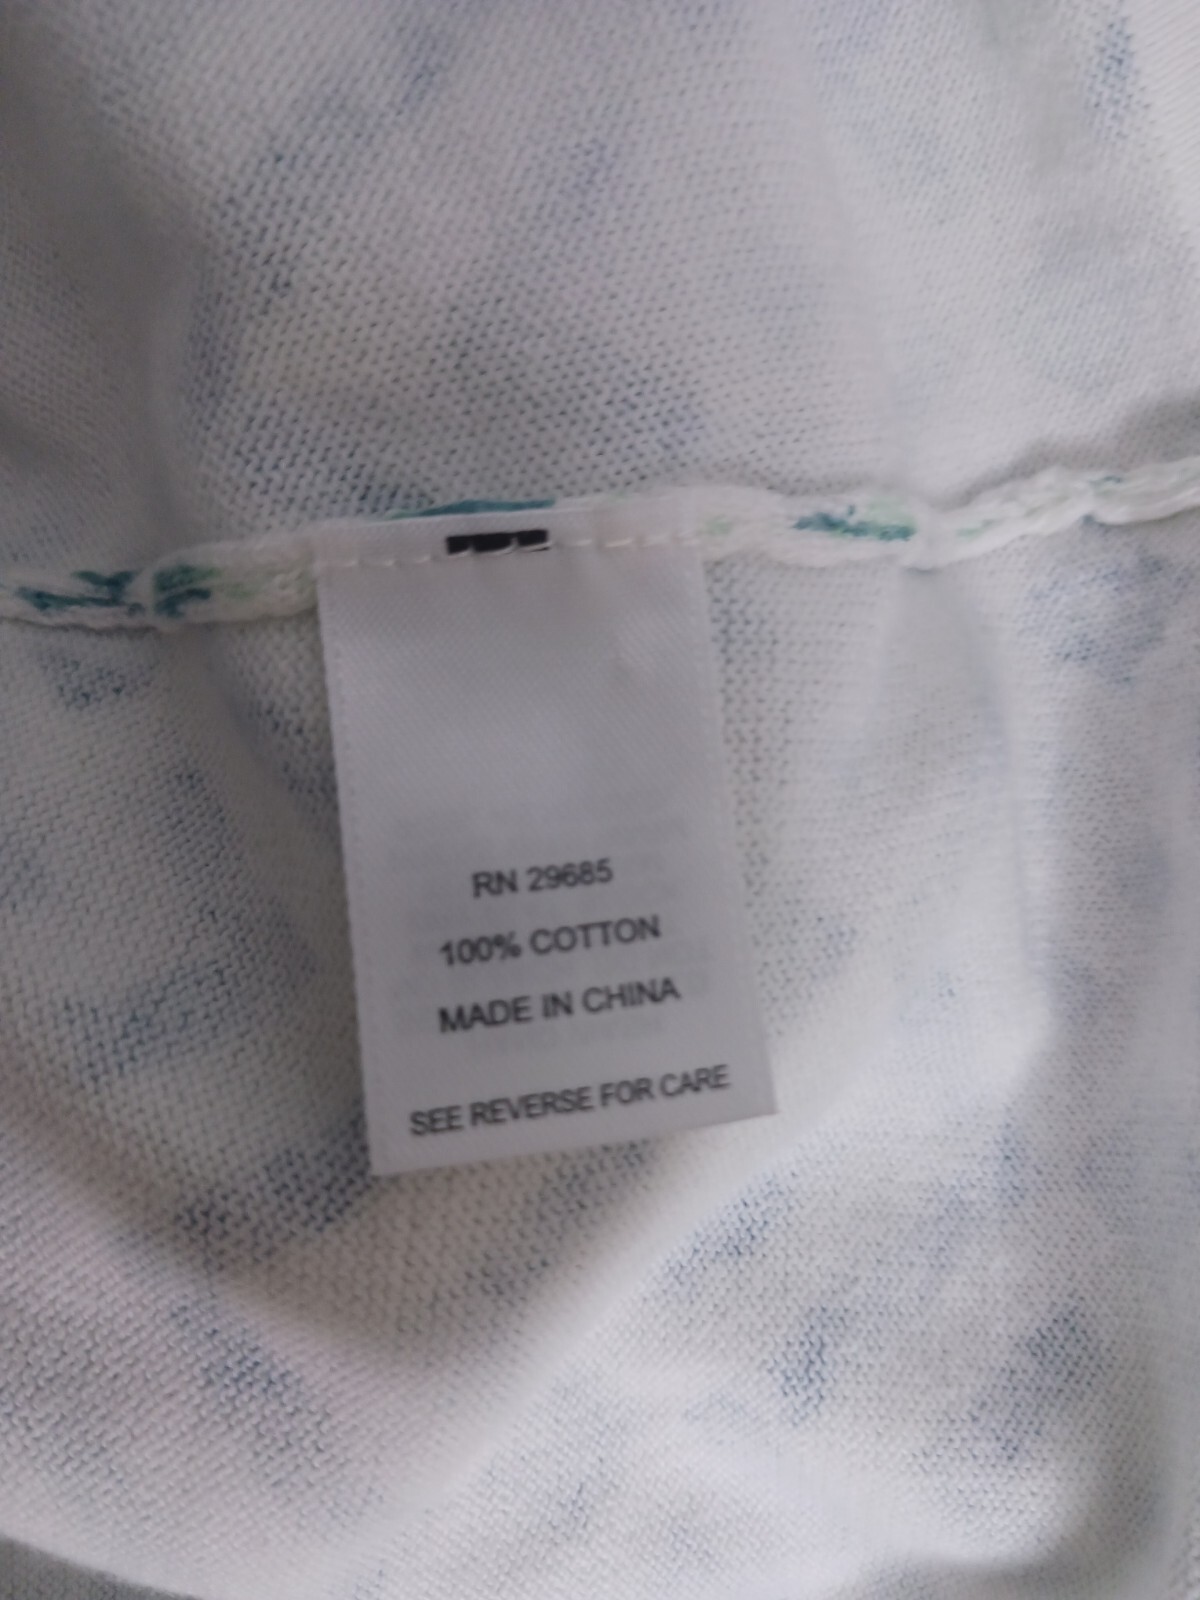 RN 29685
100% COTTON
MADE IN CHINA
SEE REVERSE FOR CARE